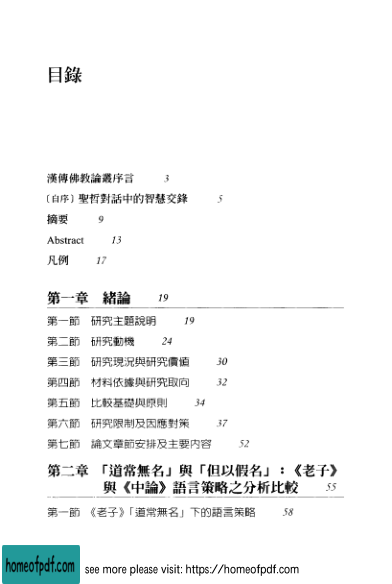 目錄
漢傳佛教論叢序言 3
〔自序〕聖哲對話中的智慧交鋒 5
摘要 9
Abstract 13
凡例 17
第一章 緒論 19
第一節 研究主題說明 19
第二節 研究動機 24
第三節 研究現況與研究價值 30
第四節 材料依據與研究取向 32
第五節 比較基礎與原則 34
第六節 研究限制及因應對策 37
第七節 論文章節安排及主要內容 52
第二章 「道常無名」與「但以假名」：《老子》
與《中論》語言策略之分析比較 55
第一節 《老子》「道常無名」下的語言策略 58
homeofpdf.com
see more please visit: https://homeofpdf.com